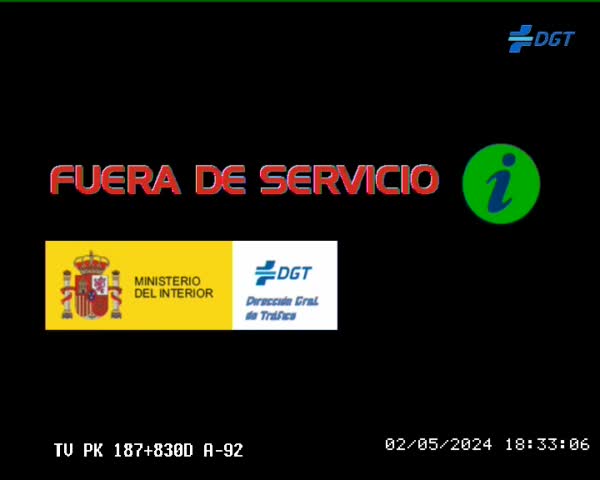 DGT
FUERA DE SERVICIO
i
MINISTERIO
DEL INTERIOR
DGT
Dirección Gral.
de Tráfico
TV PK 187+830D A-92
02/05/2024 18:33:06